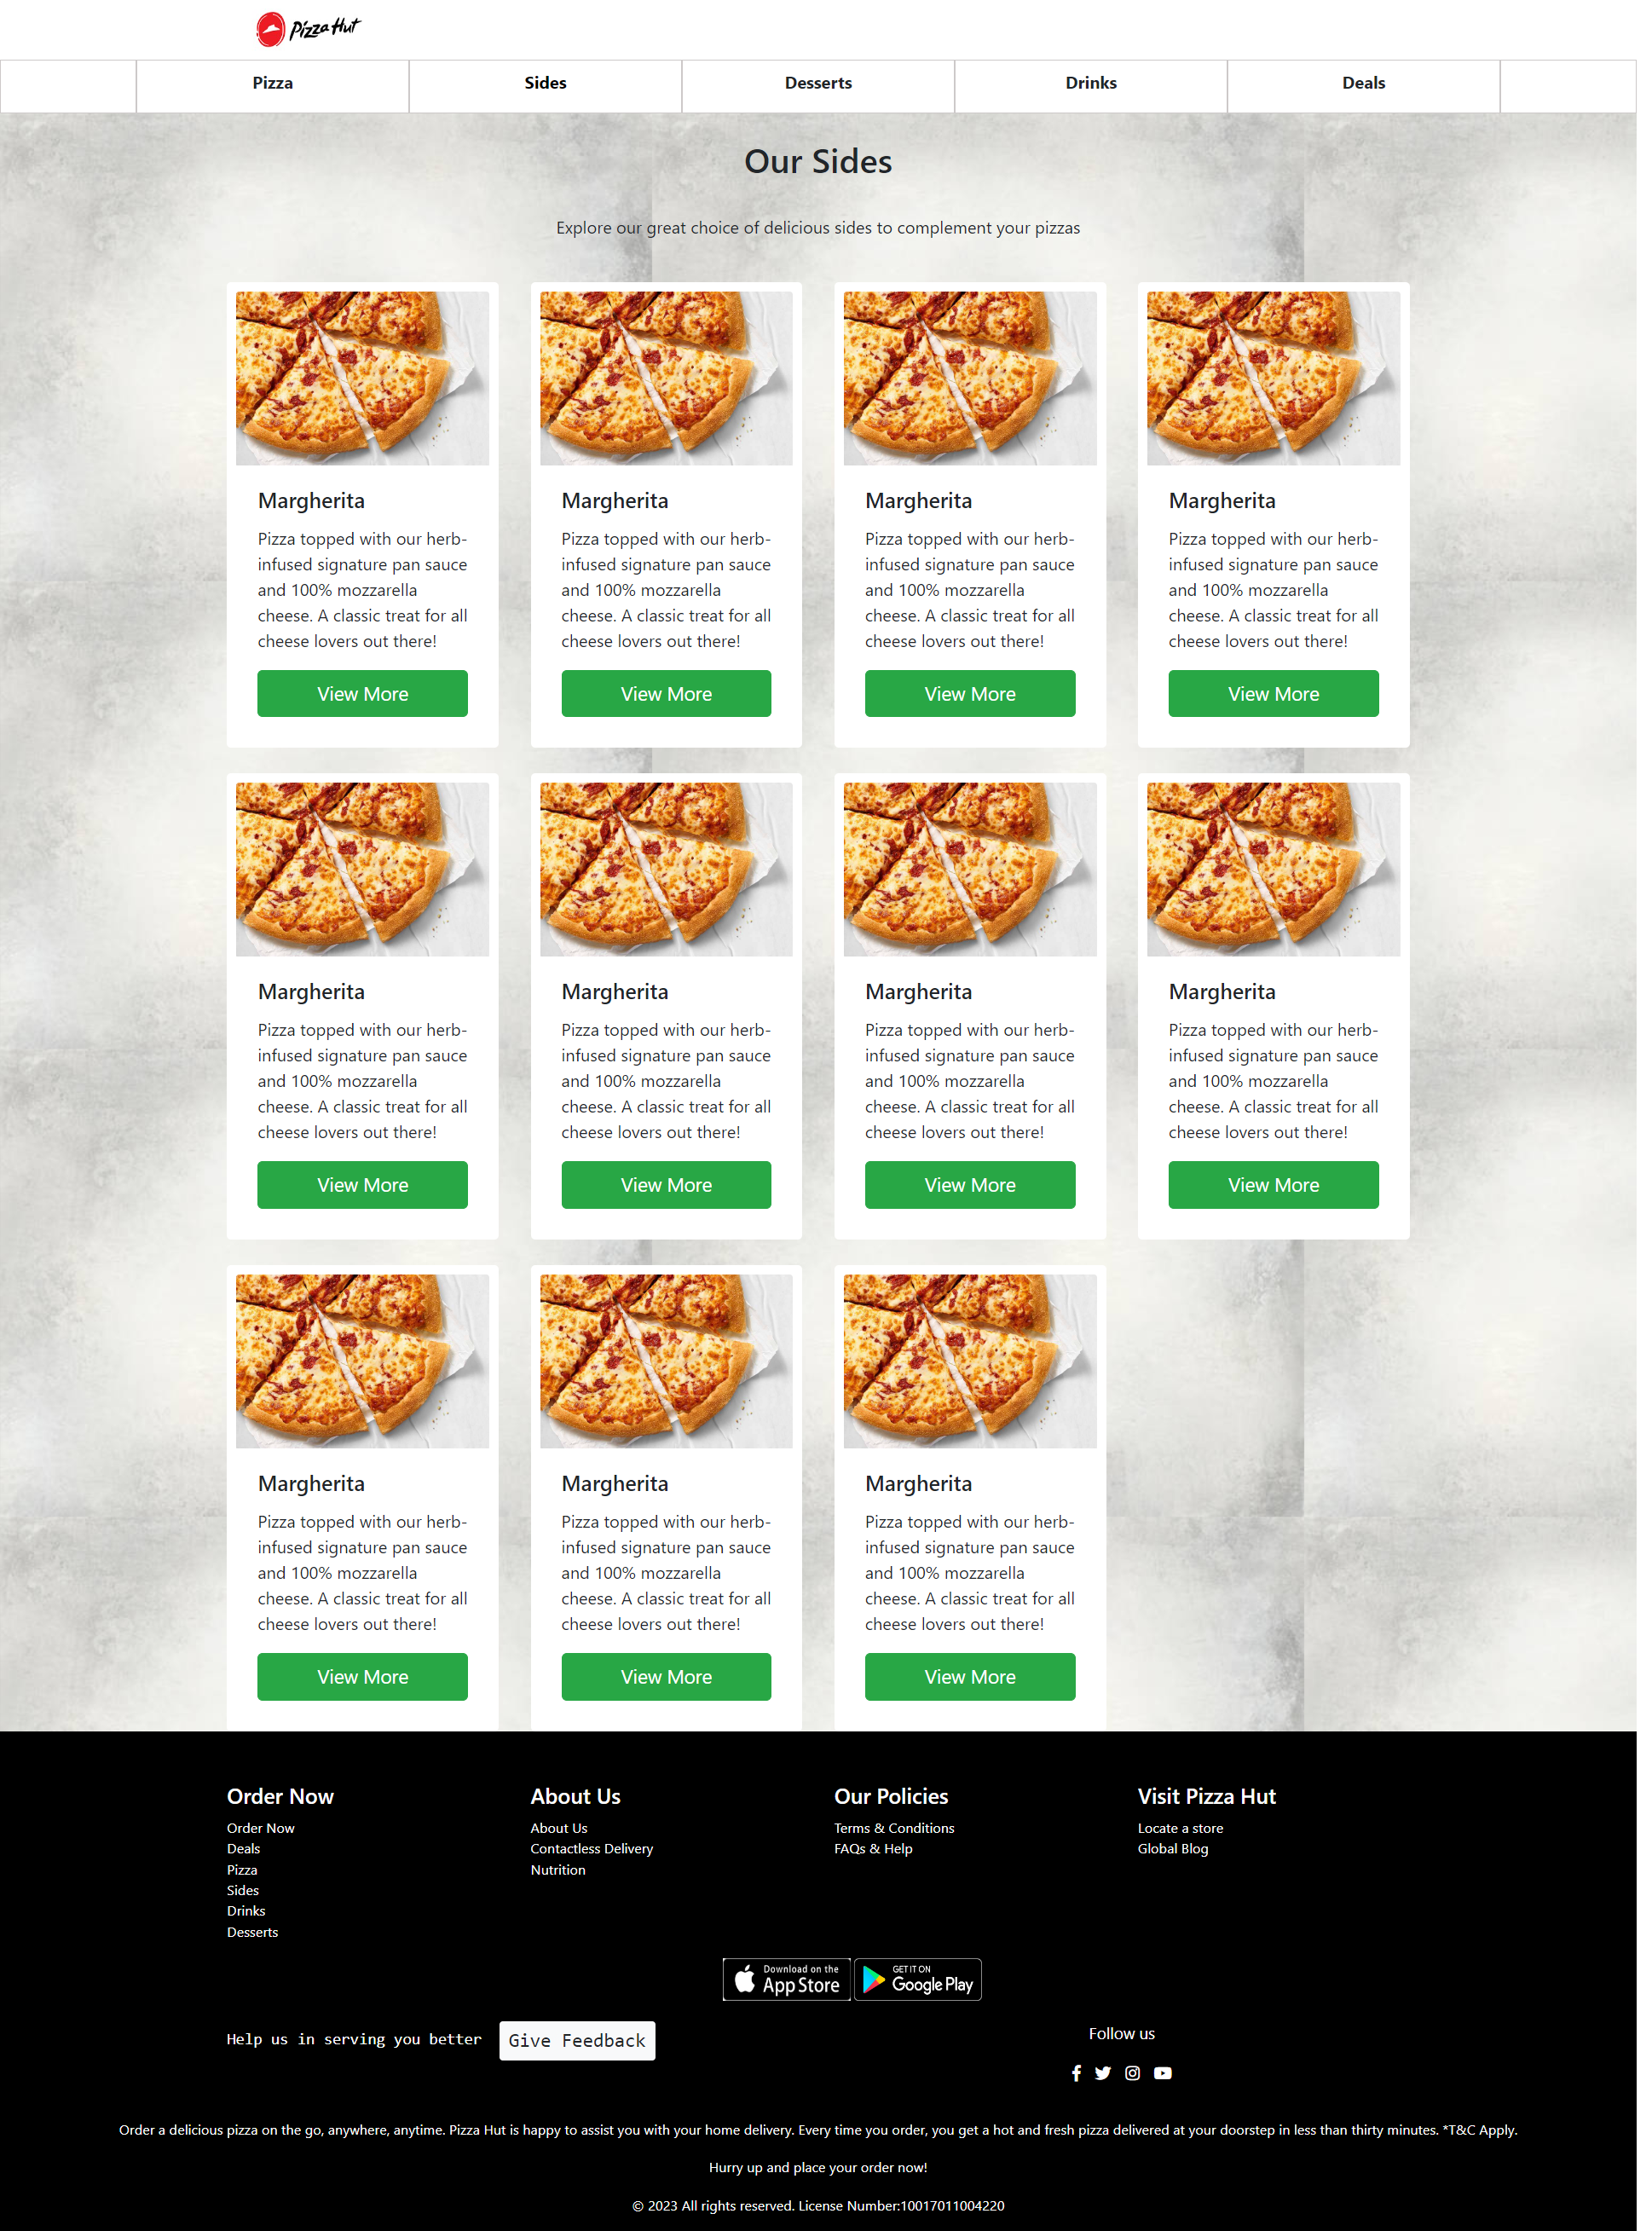 Pizza Hut
Pizza
Sides
Desserts
Drinks
Deals
Our Sides
Explore our great choice of delicious sides to complement your pizzas
Margherita
Pizza topped with our herb-
infused signature pan sauce
and 100% mozzarella
cheese. A classic treat for all
cheese lovers out there!
View More
Margherita
Pizza topped with our herb-
infused signature pan sauce
and 100% mozzarella
cheese. A classic treat for all
cheese lovers out there!
View More
Margherita
Pizza topped with our herb-
infused signature pan sauce
and 100% mozzarella
cheese. A classic treat for all
cheese lovers out there!
View More
Margherita
Pizza topped with our herb-
infused signature pan sauce
and 100% mozzarella
cheese. A classic treat for all
cheese lovers out there!
View More
Margherita
Pizza topped with our herb-
infused signature pan sauce
and 100% mozzarella
cheese. A classic treat for all
cheese lovers out there!
View More
Margherita
Pizza topped with our herb-
infused signature pan sauce
and 100% mozzarella
cheese. A classic treat for all
cheese lovers out there!
View More
Margherita
Pizza topped with our herb-
infused signature pan sauce
and 100% mozzarella
cheese. A classic treat for all
cheese lovers out there!
View More
Margherita
Pizza topped with our herb-
infused signature pan sauce
and 100% mozzarella
cheese. A classic treat for all
cheese lovers out there!
View More
Margherita
Pizza topped with our herb-
infused signature pan sauce
and 100% mozzarella
cheese. A classic treat for all
cheese lovers out there!
View More
Margherita
Pizza topped with our herb-
infused signature pan sauce
and 100% mozzarella
cheese. A classic treat for all
cheese lovers out there!
View More
Margherita
Pizza topped with our herb-
infused signature pan sauce
and 100% mozzarella
cheese. A classic treat for all
cheese lovers out there!
View More
Order Now
Order Now
Deals
Pizza
Sides
Drinks
Desserts
About Us
About Us
Contactless Delivery
Nutrition
Our Policies
Terms & Conditions
FAQs & Help
Visit Pizza Hut
Locate a store
Global Blog
Download on the
App Store
GET IT ON
Google Play
Help us in serving you better
Give Feedback
Follow us
Order a delicious pizza on the go, anywhere, anytime. Pizza Hut is happy to assist you with your home delivery. Every time you order, you get a hot and fresh pizza delivered at your doorstep in less than thirty minutes. *T&C Apply.
Hurry up and place your order now!
© 2023 All rights reserved. License Number:10017011004220